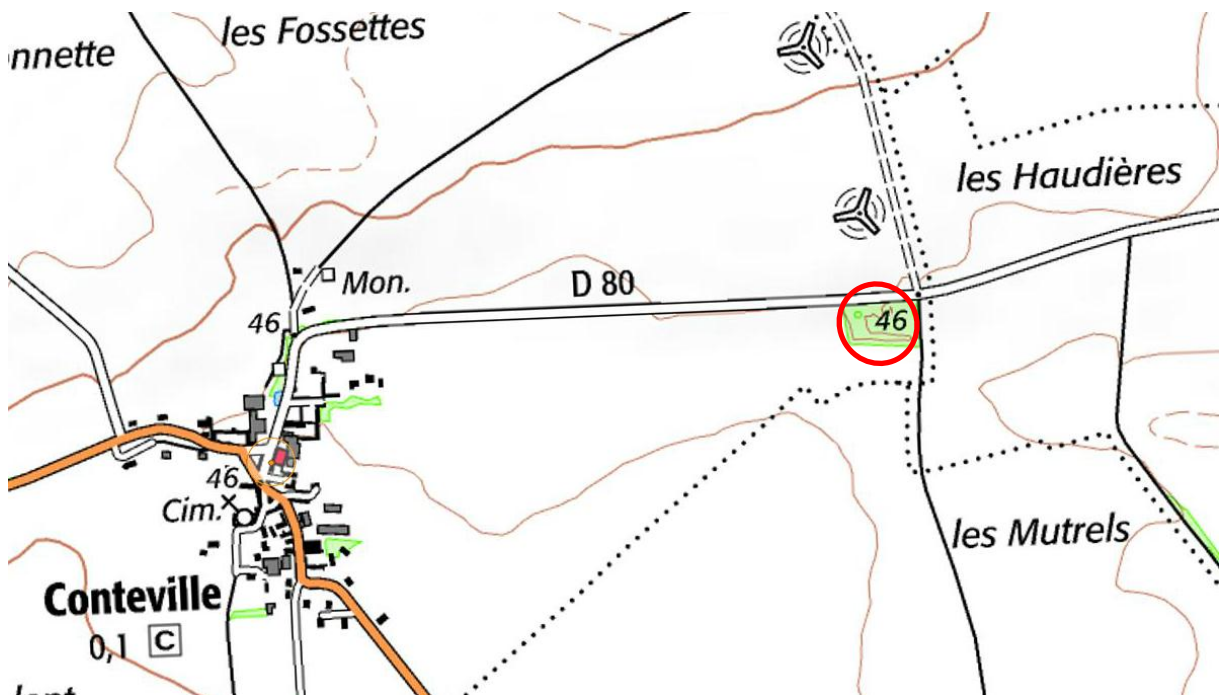 les Fossettes
nnette
les Haudières
Mon.
D 80
46
46
46
Cim.
les Mutrels
Conteville
0,1 C